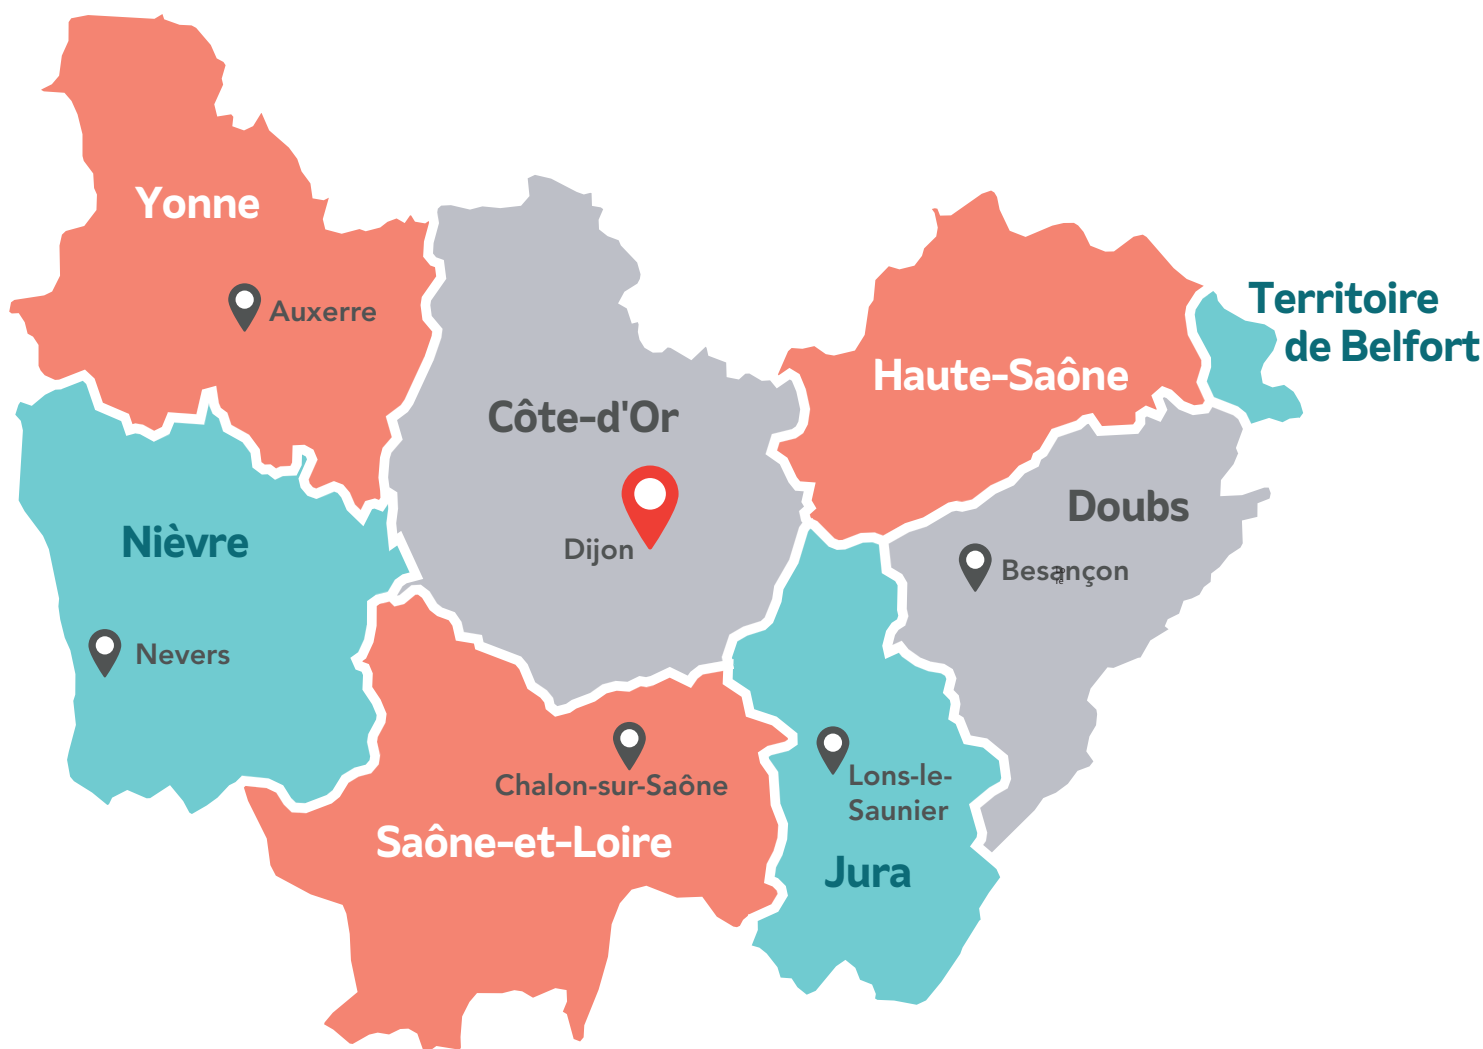 Yonne
Auxerre
Territoire
de Belfort
Haute-Saône
Côte-d'Or
Doubs
Nièvre
Dijon
Besançon
Nevers
Chalon-sur-Saône
Lons-le-
Saunier
Saône-et-Loire
Jura